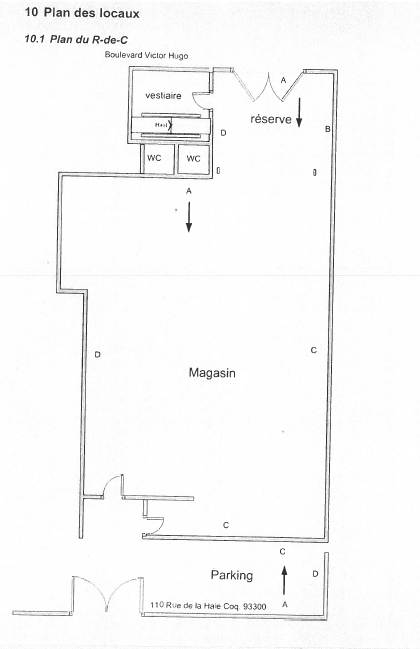 10 Plan des locaux
10.1 Plan du R-de-C
Boulevard Victor Hugo
A
vestiaire
réserve
Haut
D
B
WC
WC
A
D
C
Magasin
C
C
Parking
D
110 Rue de la Haie Coq. 93300
A